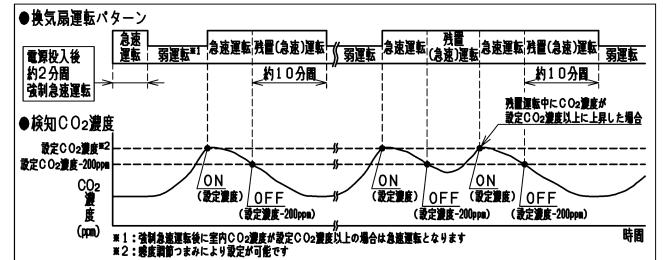 ●換気扇運転パターン
急速運転
弱運転※1
急速運転
残置(急速)運転
弱運転
急速運転
残置(急速)運転
急速運転
残置(急速)運転
弱運転
電源投入後
約2分間
強制急速運転
約10分間
約10分間
残置運転中にCO2濃度が
設定CO2濃度以上に上昇した場合
●検知CO2濃度
設定CO2濃度※2
設定CO2濃度-200ppm
CO2
濃
度
(ppm)
ON
(設定濃度)
OFF
(設定濃度-200ppm)
ON
(設定濃度)
OFF
(設定濃度-200ppm)
ON
(設定濃度)
OFF
(設定濃度-200ppm)
時間
※1：強制急速運転後に室内CO2濃度が設定CO2濃度以上の場合は急速運転となります
※2：感度調節つまみにより設定が可能です